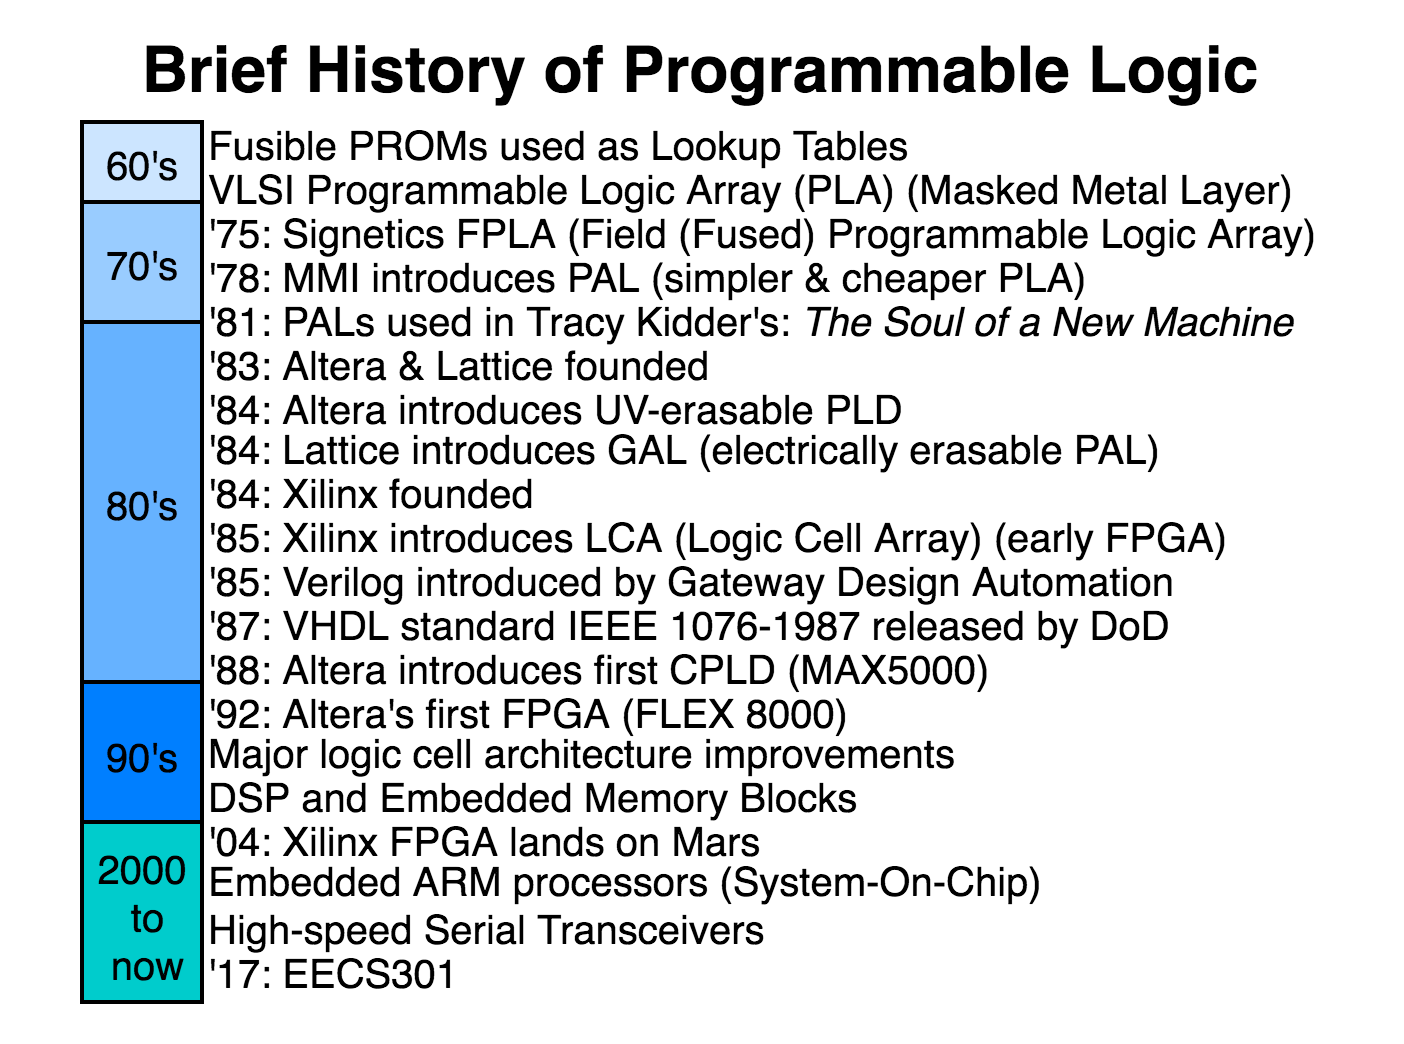 Brief History of Programmable Logic
60's
Fusible PROMs used as Lookup Tables
VLSI Programmable Logic Array (PLA) (Masked Metal Layer)
70's
'75: Signetics FPLA (Field (Fused) Programmable Logic Array)
'78: MMI introduces PAL (simpler & cheaper PLA)
80's
'81: PALs used in Tracy Kidder's: The Soul of a New Machine
'83: Altera & Lattice founded
'84: Altera introduces UV-erasable PLD
'84: Lattice introduces GAL (electrically erasable PAL)
'84: Xilinx founded
'85: Xilinx introduces LCA (Logic Cell Array) (early FPGA)
'85: Verilog introduced by Gateway Design Automation
'87: VHDL standard IEEE 1076-1987 released by DoD
'88: Altera introduces first CPLD (MAX5000)
90's
'92: Altera's first FPGA (FLEX 8000)
Major logic cell architecture improvements
DSP and Embedded Memory Blocks
2000
to
now
'04: Xilinx FPGA lands on Mars
Embedded ARM processors (System-On-Chip)
High-speed Serial Transceivers
'17: EECS301